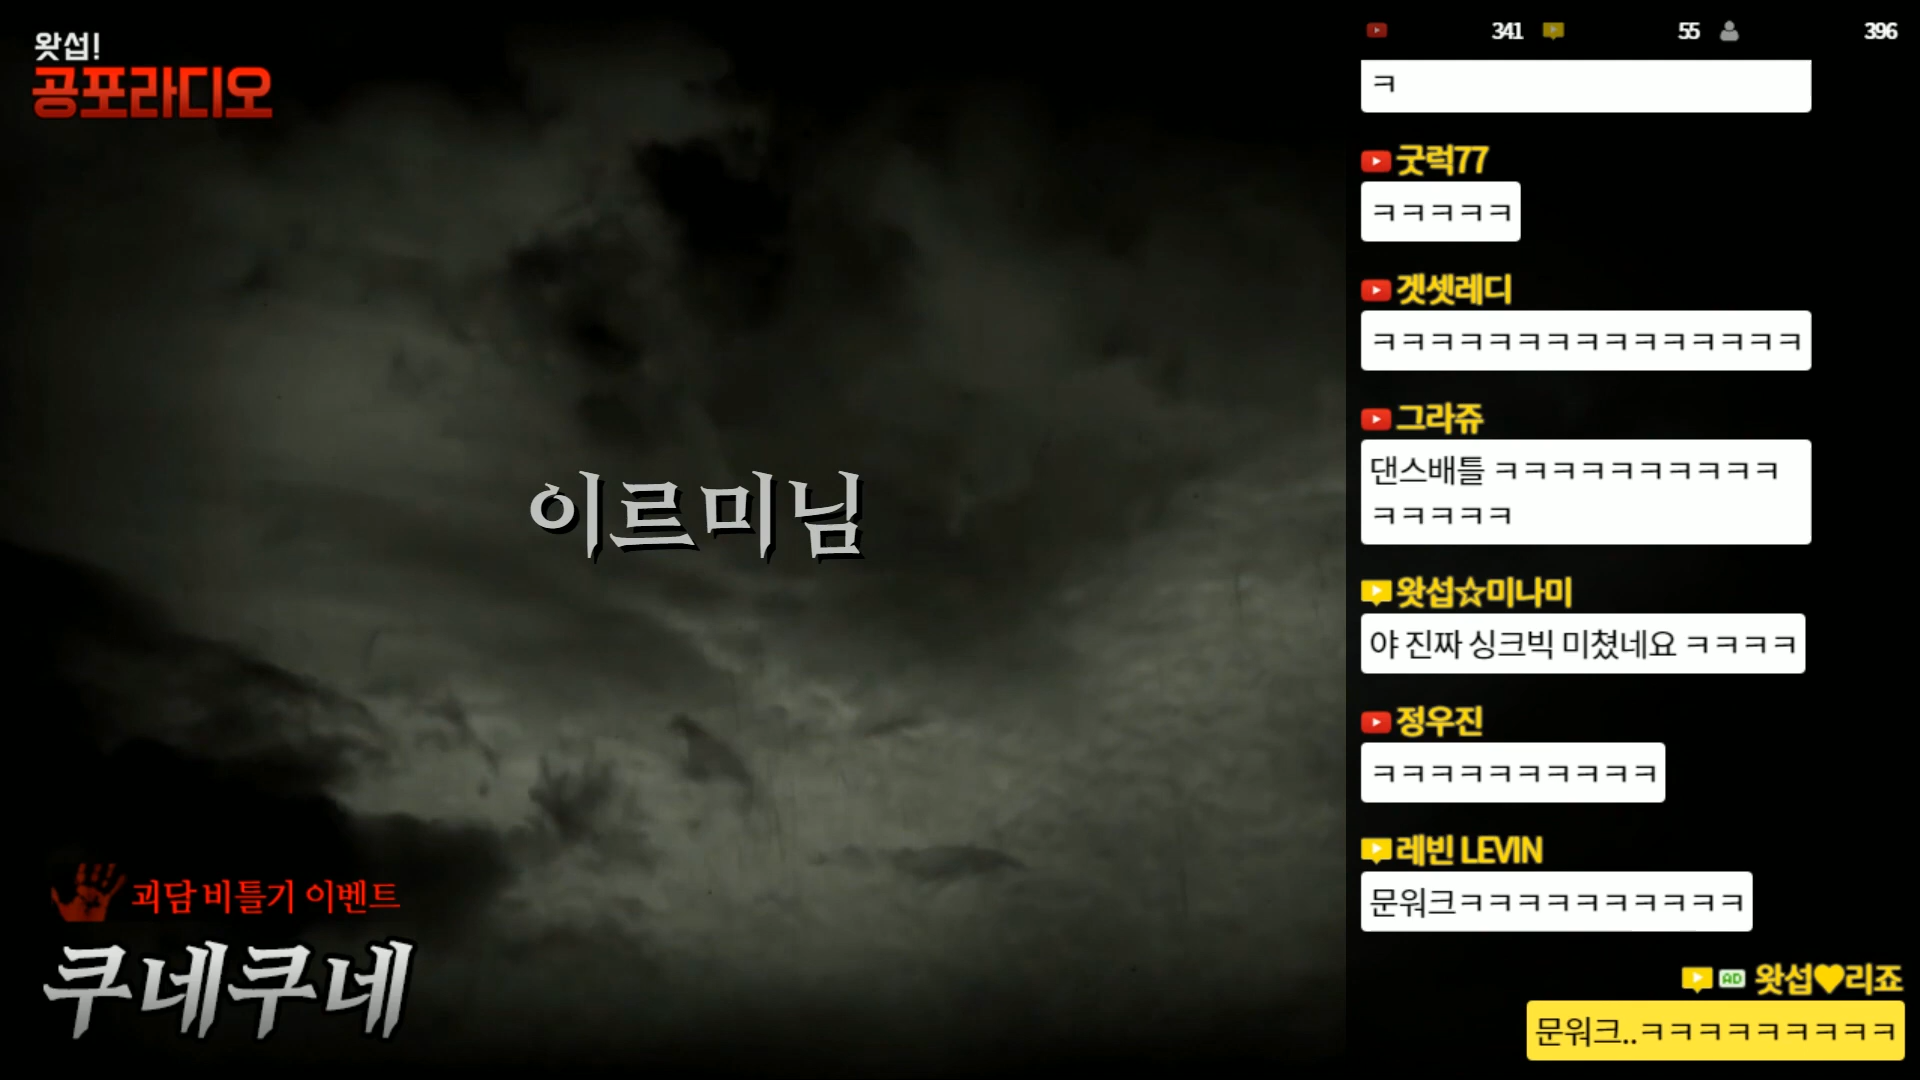 왓섭!
공포라디오
이르미님
괴담 비틀기 이벤트
쿠네쿠네
341 55 396
ㅋ
굿럭77
ㅋㅋㅋㅋㅋ
겟셋레디
ㅋㅋㅋㅋㅋㅋㅋㅋㅋㅋㅋㅋㅋㅋㅋ
그라쥬
댄스배틀 ㅋㅋㅋㅋㅋㅋㅋㅋㅋㅋ
ㅋㅋㅋㅋㅋ
왓섭☆미나미
야 진짜 싱크빅 미쳤네요 ㅋㅋㅋㅋ
정우진
ㅋㅋㅋㅋㅋㅋㅋㅋㅋㅋ
레빈 LEVIN
문워크ㅋㅋㅋㅋㅋㅋㅋㅋㅋㅋ
AD 왓섭♥리죠
문워크..ㅋㅋㅋㅋㅋㅋㅋㅋㅋ